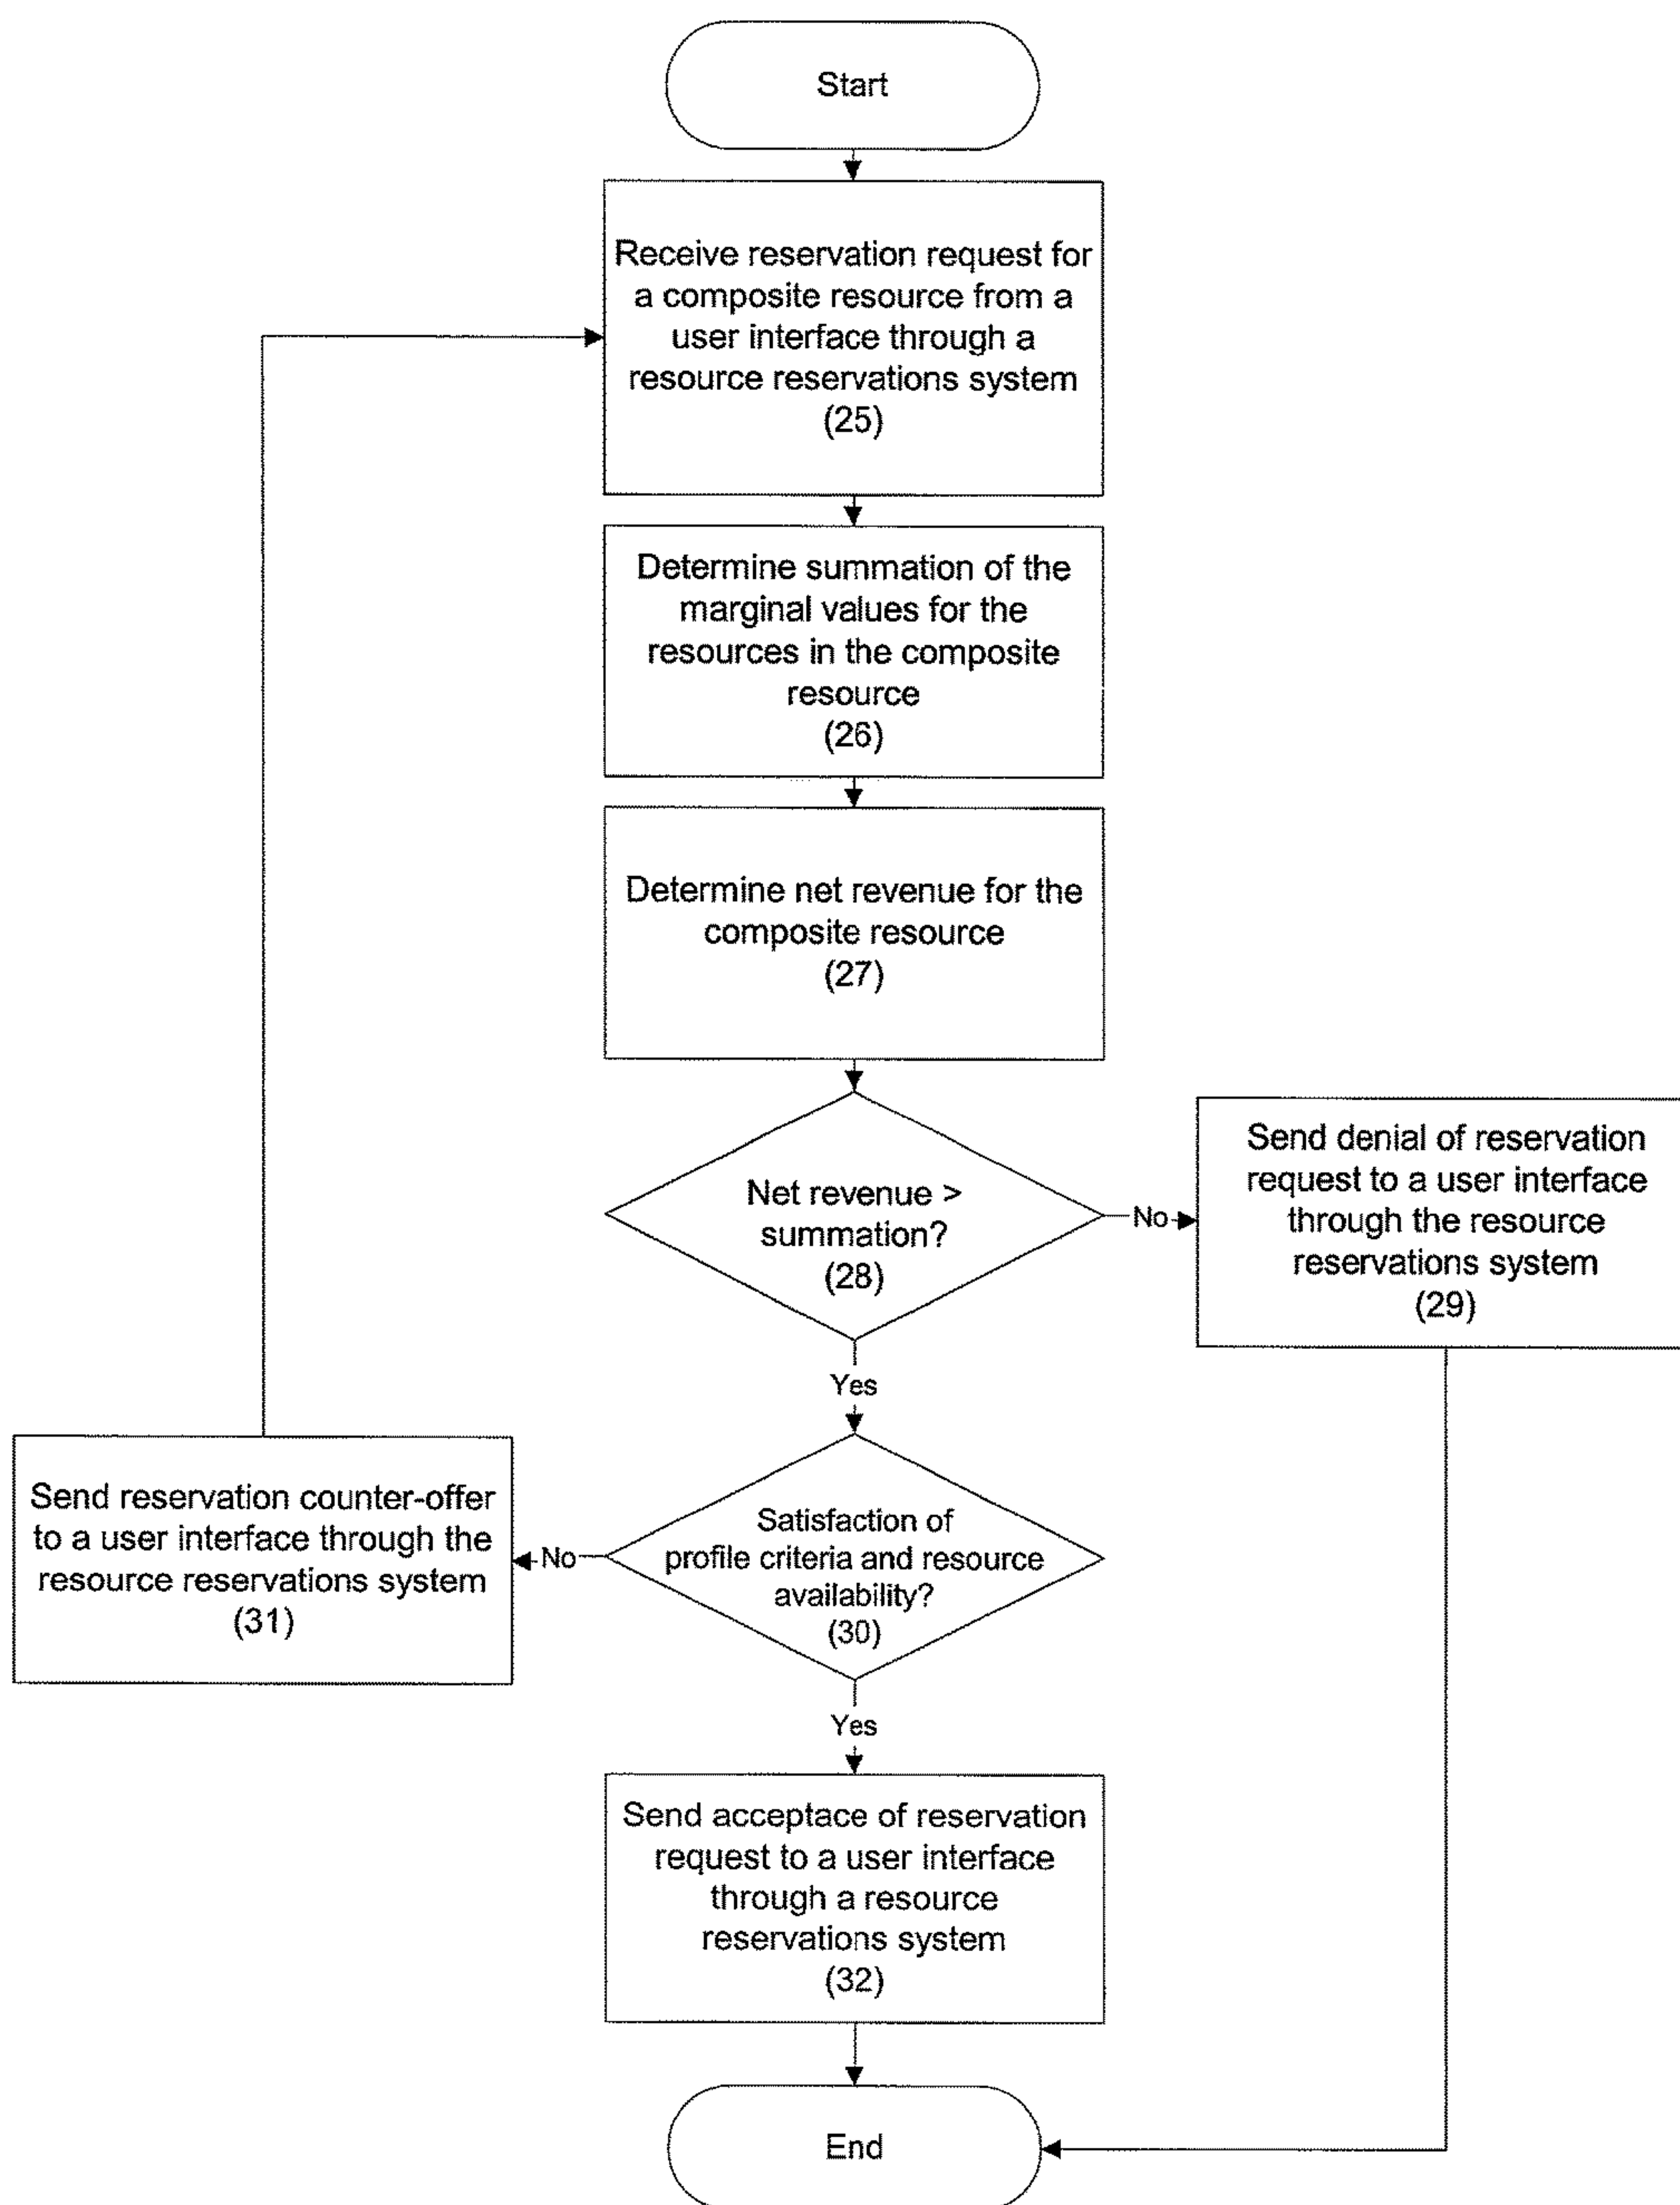 Start
Receive reservation request for
a composite resource from a
user interface through a
resource reservations system
(25)
Determine summation of the
marginal values for the
resources in the composite
resource
(26)
Determine net revenue for the
composite resource
(27)
Net revenue >
summation?
(28)
No
Send denial of reservation
request to a user interface
through the resource
reservations system
(29)
Yes
Satisfaction of
profile criteria and resource
availability?
(30)
No
Send reservation counter-offer
to a user interface through the
resource reservations system
(31)
Yes
Send acceptace of reservation
request to a user interface
through a resource
reservations system
(32)
End